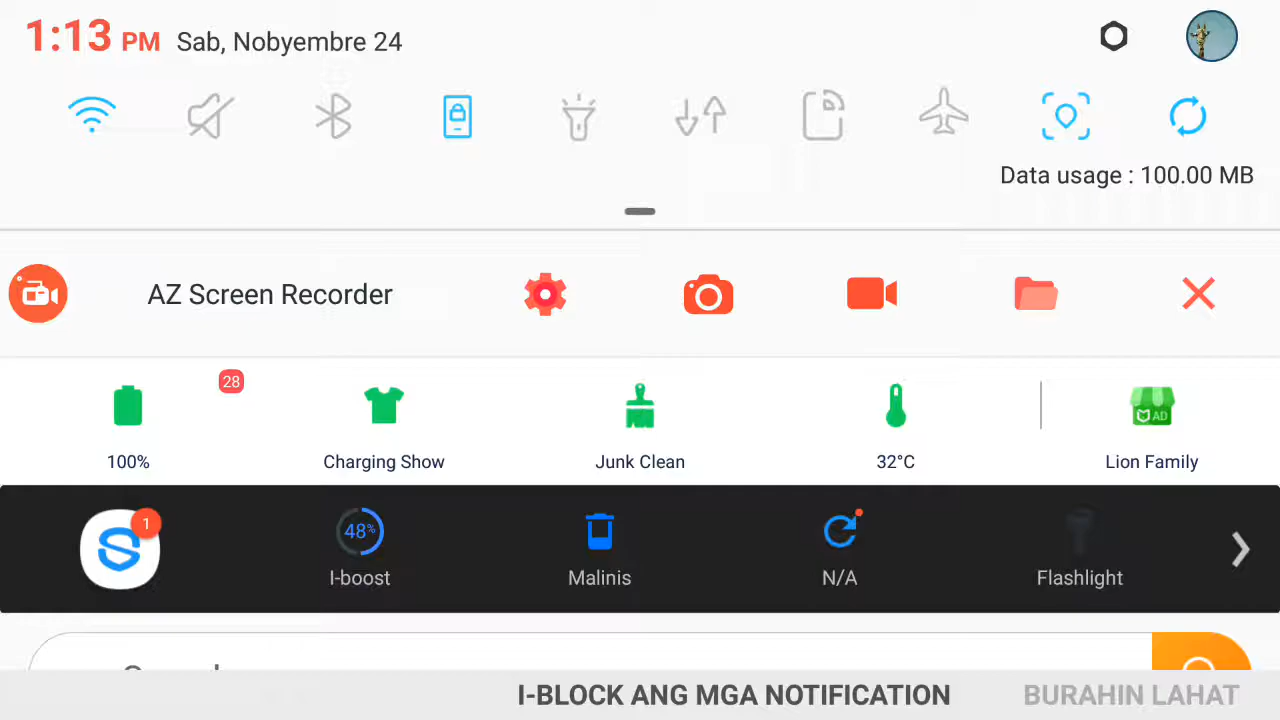 1:13 PM Sab, Nobyembre 24
Data usage : 100.00 MB
AZ Screen Recorder
28
100% Charging Show Junk Clean 32°C Lion Family
AD
1
48%
I-boost Malinis N/A Flashlight
I-BLOCK ANG MGA NOTIFICATION BURAHIN LAHAT